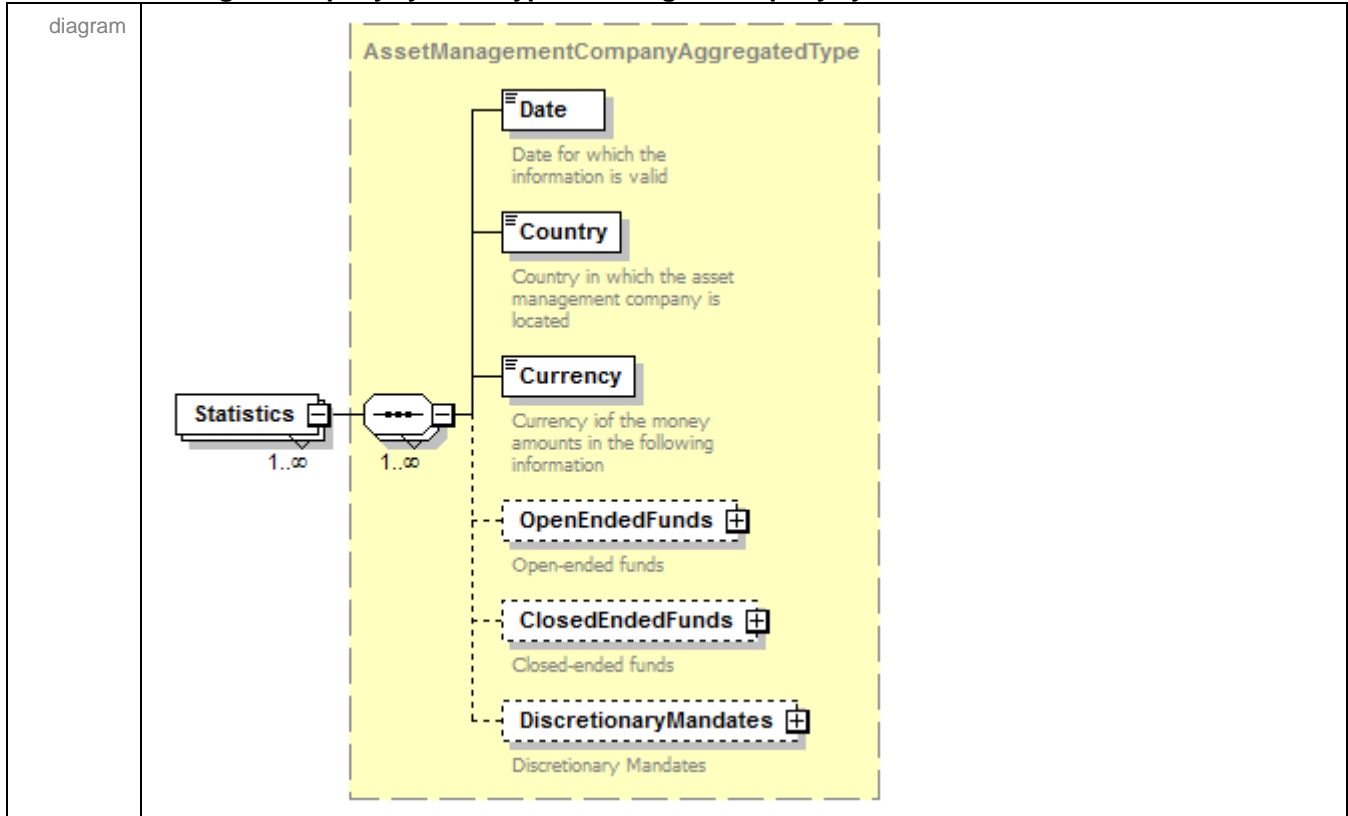 diagram
AssetManagementCompanyAggregatedType
Date
Date for which the
information is valid
Country
Country in which the asset
management company is
located
Currency
Currency iof the money
amounts in the following
information
Statistics
1..∞
1..∞
OpenEndedFunds
Open-ended funds
ClosedEndedFunds
Closed-ended funds
DiscretionaryMandates
Discretionary Mandates